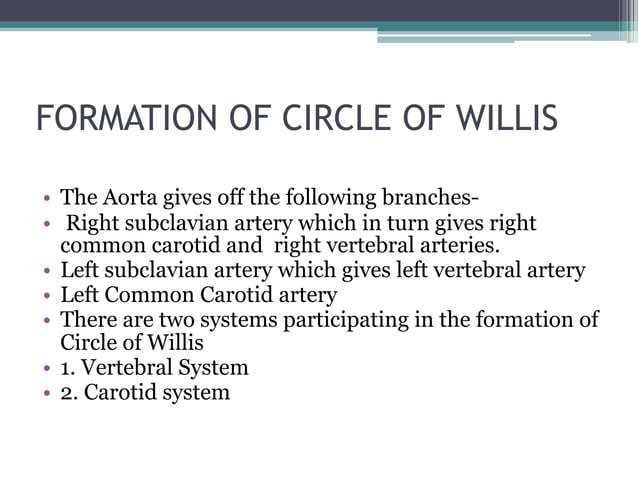 FORMATION OF CIRCLE OF WILLIS
• The Aorta gives off the following branches-
• Right subclavian artery which in turn gives right
common carotid and right vertebral arteries.
• Left subclavian artery which gives left vertebral artery
• Left Common Carotid artery
• There are two systems participating in the formation of
Circle of Willis
• 1. Vertebral System
• 2. Carotid system